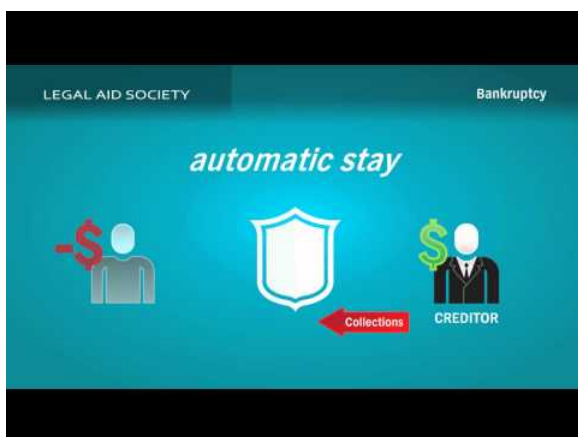 LEGAL AID SOCIETY
Bankruptcy
automatic stay
-$
$
Collections
CREDITOR